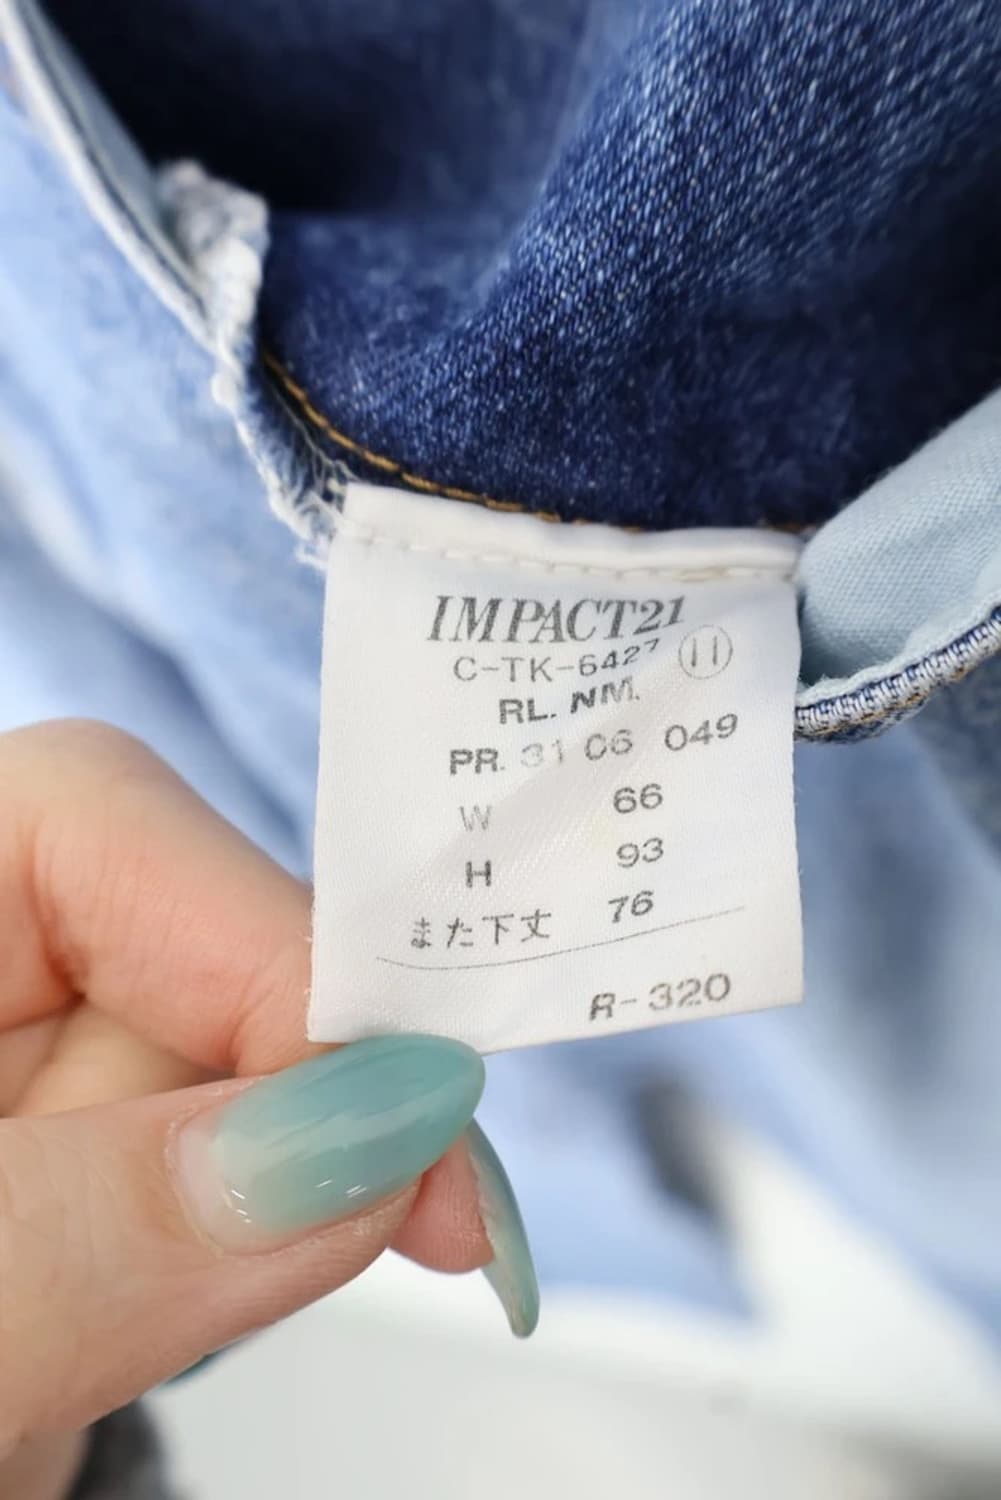 IMPACT21
C-TK-6427 11
RL. NM.
PR. 31 06 049
W 66
H 93
また下丈 76
R-320